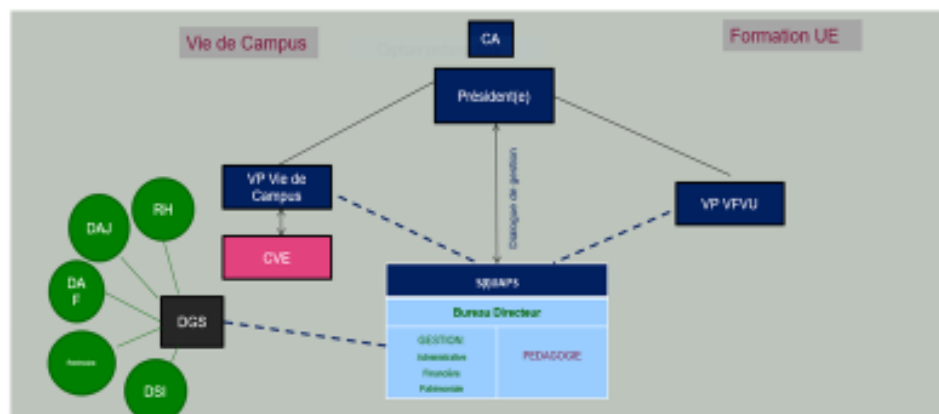 Vie de Campus
CA
Formation UE
Président(e)
Dialogue de gestion
VP Vie de
Campus
VP VFVU
RH
DAJ
CVE
DA
F
DGS
DSI
Bureau Directeur
GESTION:
Administrative
Financière
Patrimoniale
PEDAGOGIE